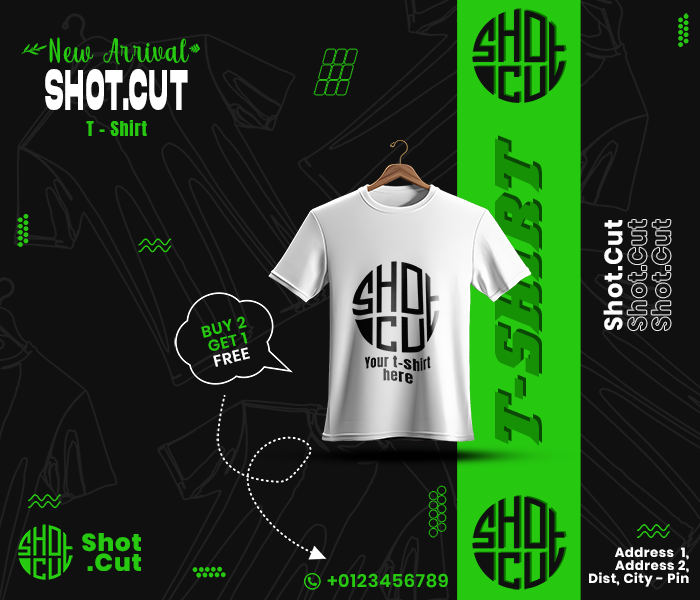 New Arrival
SHOT.CUT
T - Shirt
SHOT
CUT
T-SHIRT
Shot.Cut
Shot.Cut
Shot.Cut
SHOT
CUT
Your t-shirt
here
BUY 2
GET 1
FREE
SHOT
CUT
Shot
.Cut
+0123456789
SHOT
CUT
Address 1,
Address 2,
Dist, City - Pin